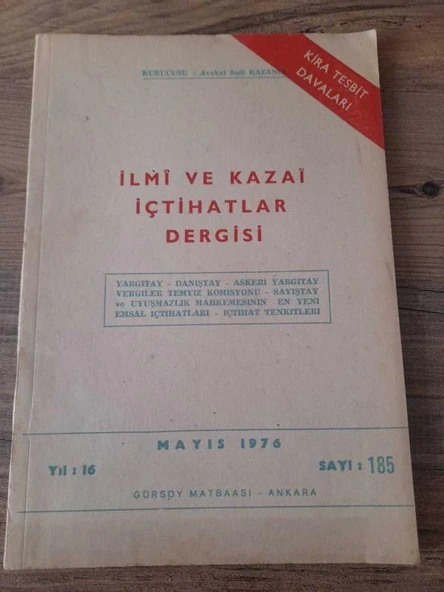 KURUCUSU : Avukat Sadi KAZANCI
KİRA TESBİT
DAVALARI
İLMÎ VE KAZAÎ
İÇTİHATLAR
DERGİSİ
YARGITAY - DANIŞTAY - ASKERİ YARGITAY
VERGİLER TEMYİZ KOMİSYONU - SAYIŞTAY
ve UYUŞMAZLIK MAHKEMESİNİN EN YENİ
EMSAL İÇTİHATLARI - İÇTİHAT TENKİTLERİ
MAYIS 1976
Yıl : 16
SAYI : 185
GÜRSOY MATBAASI - ANKARA